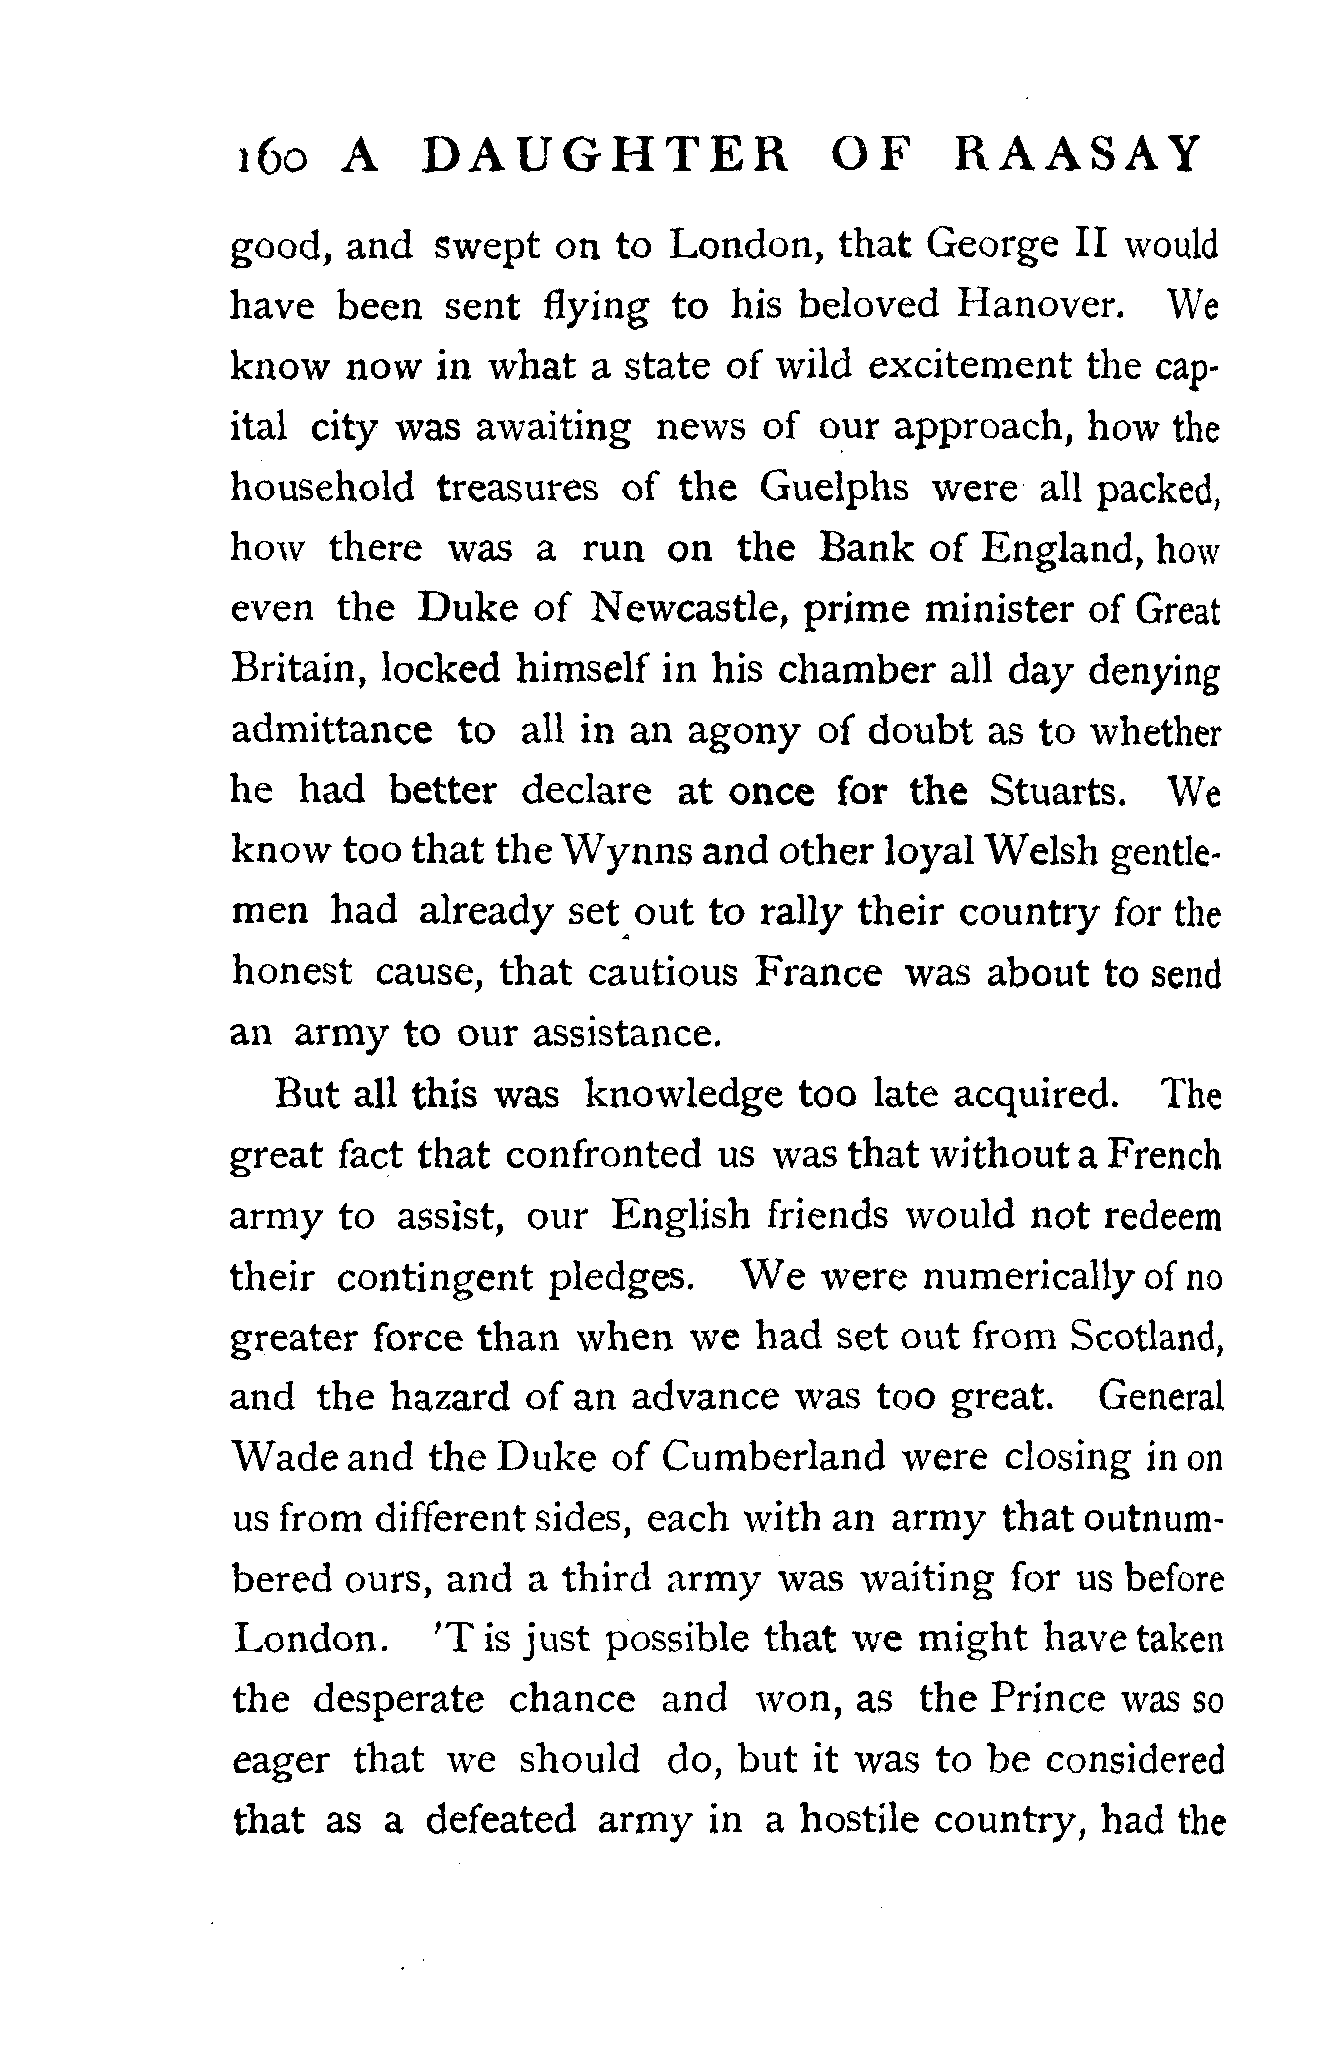 160 A DAUGHTER OF RAASAY
good, and swept on to London, that George II would
have been sent flying to his beloved Hanover. We
know now in what a state of wild excitement the cap-
ital city was awaiting news of our approach, how the
household treasures of the Guelphs were all packed,
how there was a run on the Bank of England, how
even the Duke of Newcastle, prime minister of Great
Britain, locked himself in his chamber all day denying
admittance to all in an agony of doubt as to whether
he had better declare at once for the Stuarts. We
know too that the Wynns and other loyal Welsh gentle-
men had already set out to rally their country for the
honest cause, that cautious France was about to send
an army to our assistance.
But all this was knowledge too late acquired. The
great fact that confronted us was that without a French
army to assist, our English friends would not redeem
their contingent pledges. We were numerically of no
greater force than when we had set out from Scotland,
and the hazard of an advance was too great. General
Wade and the Duke of Cumberland were closing in on
us from different sides, each with an army that outnum-
bered ours, and a third army was waiting for us before
London. 'T is just possible that we might have taken
the desperate chance and won, as the Prince was so
eager that we should do, but it was to be considered
that as a defeated army in a hostile country, had the